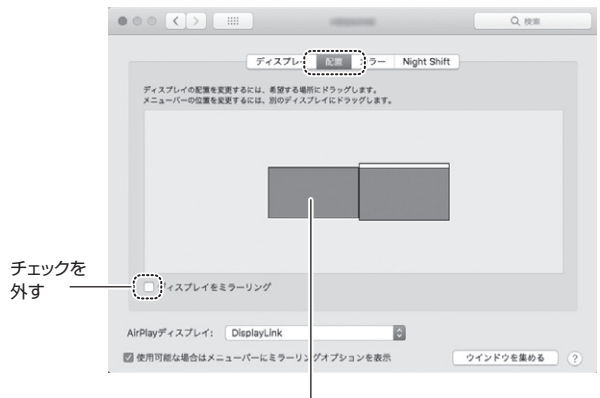 検索
ディスプレ 配置 カラー Night Shift
ディスプレイの配置を変更するには、希望する場所にドラッグします。
メニューバーの位置を変更するには、別のディスプレイにドラッグします。
チェックを
外す
ディスプレイをミラーリング
AirPlayディスプレイ: DisplayLink
使用可能な場合はメニューバーにミラーリングオプションを表示
ウインドウを集める ?